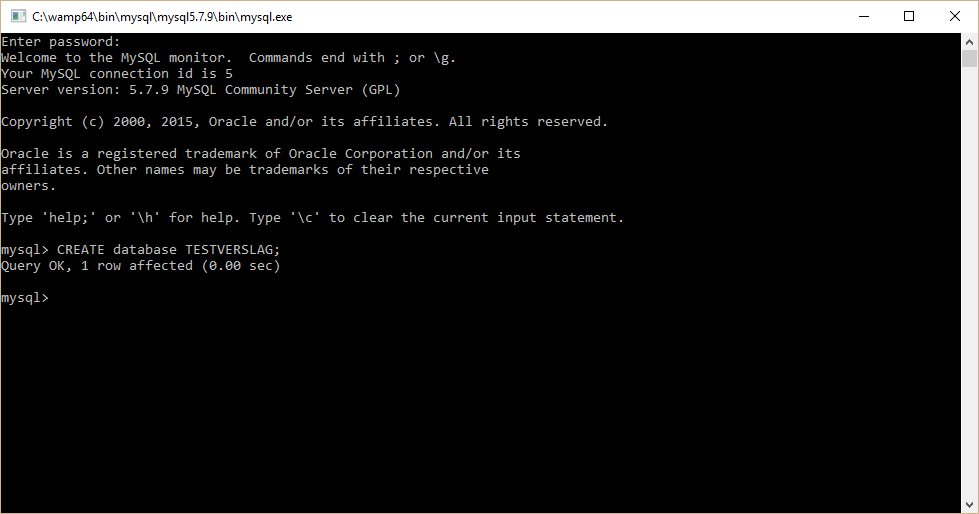 C:\wamp64\bin\mysql\mysql5.7.9\bin\mysql.exe
Enter password:
Welcome to the MySQL monitor.  Commands end with ; or \g.
Your MySQL connection id is 5
Server version: 5.7.9 MySQL Community Server (GPL)
Copyright (c) 2000, 2015, Oracle and/or its affiliates. All rights reserved.
Oracle is a registered trademark of Oracle Corporation and/or its
affiliates. Other names may be trademarks of their respective
owners.
Type 'help;' or '\h' for help. Type '\c' to clear the current input statement.
mysql> CREATE database TESTVERSLAG;
Query OK, 1 row affected (0.00 sec)
mysql>